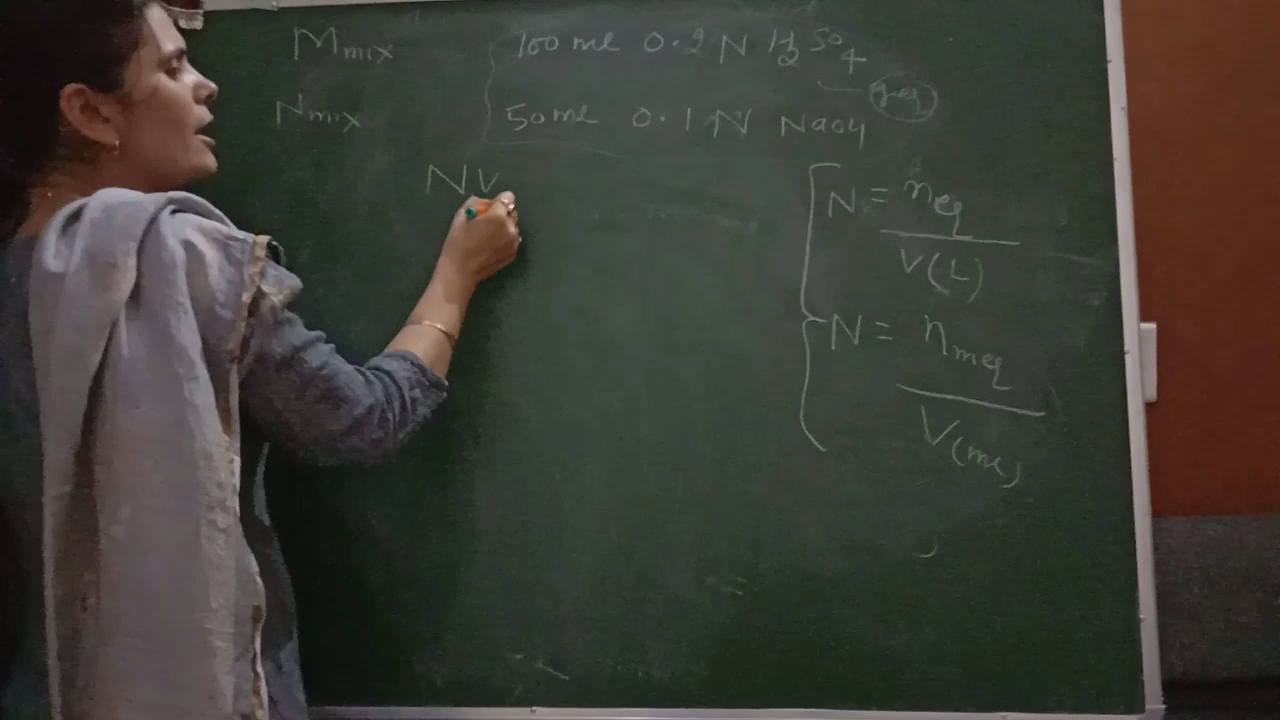 Mmix 100 ml 0.2 N H2SO4
Nmix 50 ml 0.1 N NaOH
NV
N = neq / V(L)
N = nmeq / V(ml)